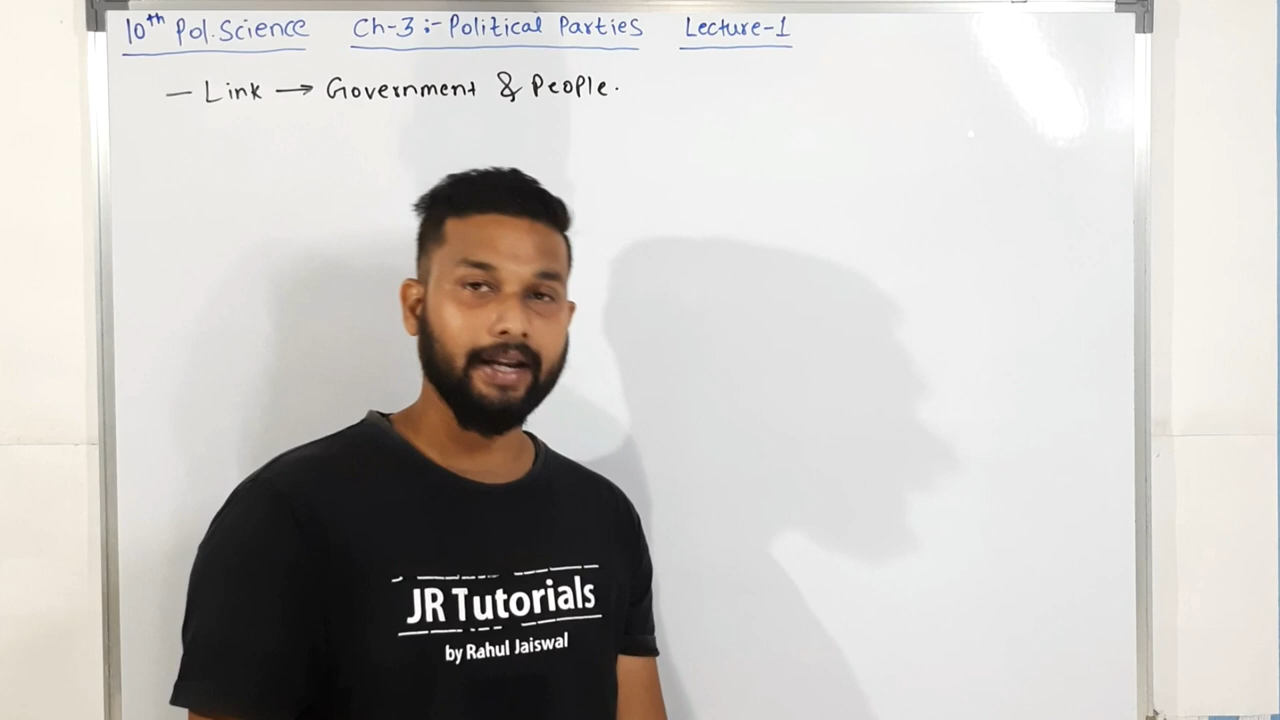 10th Pol. Science Ch-3:- Political Parties Lecture-1
— Link → Government & People.
JR Tutorials
by Rahul Jaiswal